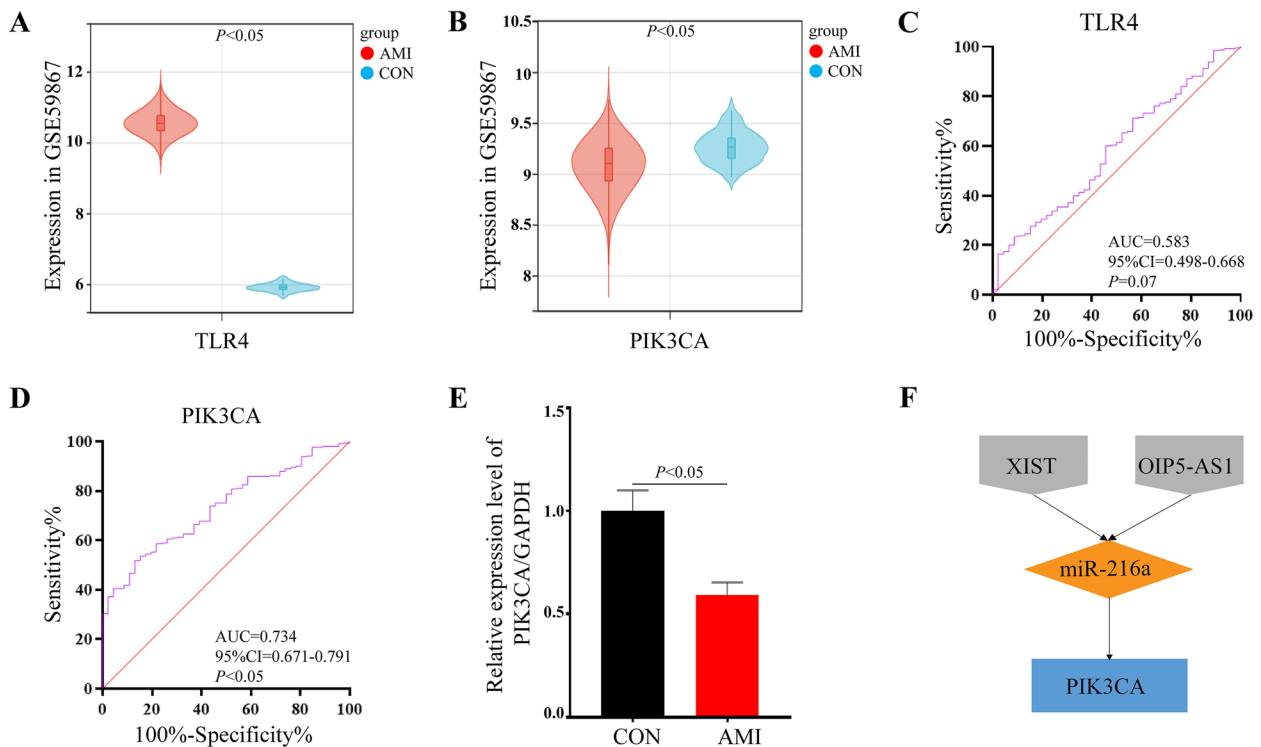 A
P<0.05
group
AMI
CON
12
10
8
6
Expression in GSE59867
TLR4
B
P<0.05
group
AMI
CON
10.5
10
9.5
9
8.5
8
Expression in GSE59867
PIK3CA
C
TLR4
100
80
60
40
20
0
Sensitivity%
AUC=0.583
95%CI=0.498-0.668
P=0.07
0 20 40 60 80 100
100%-Specificity%
D
PIK3CA
100
80
60
40
20
0
Sensitivity%
AUC=0.734
95%CI=0.671-0.791
P<0.05
0 20 40 60 80 100
100%-Specificity%
E
1.5
1.0
0.5
0.0
Relative expression level of
PIK3CA/GAPDH
P<0.05
CON AMI
F
XIST
OIP5-AS1
miR-216a
PIK3CA